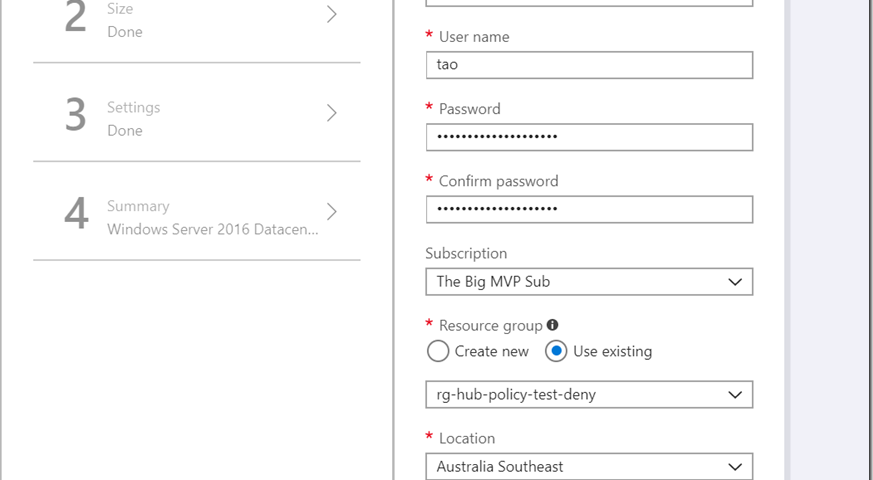 2
Size
Done
3
Settings
Done
4
Summary
Windows Server 2016 Datacen...
* User name
tao
* Password
••••••••••••••••••••
* Confirm password
••••••••••••••••••••
Subscription
The Big MVP Sub
* Resource group
Create new
Use existing
rg-hub-policy-test-deny
* Location
Australia Southeast